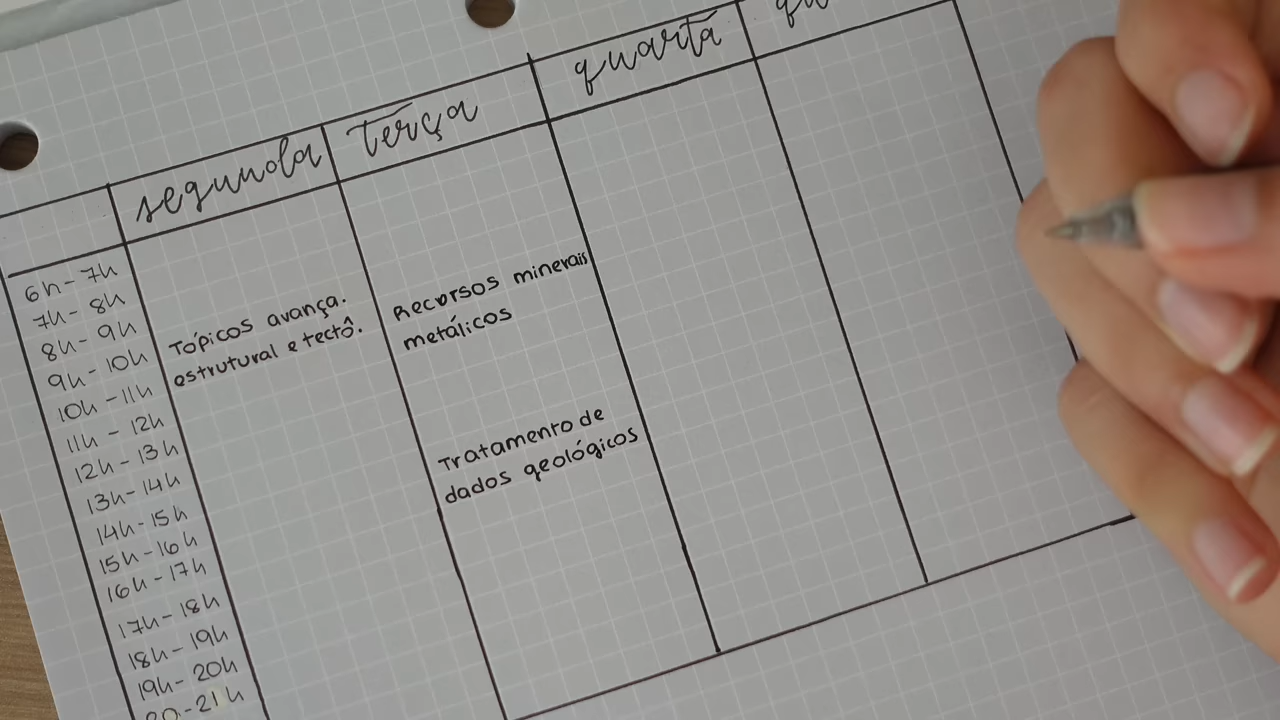 segunda
terça
quarta
6h - 7h
7h - 8h
8h - 9h
9h - 10h
10h - 11h
11h - 12h
12h - 13h
13h - 14h
14h - 15h
15h - 16h
16h - 17h
17h - 18h
18h - 19h
19h - 20h
20 - 21h
Tópicos avança.
estrutural e tectô.
Recursos minerais
metálicos
Tratamento de
dados geológicos